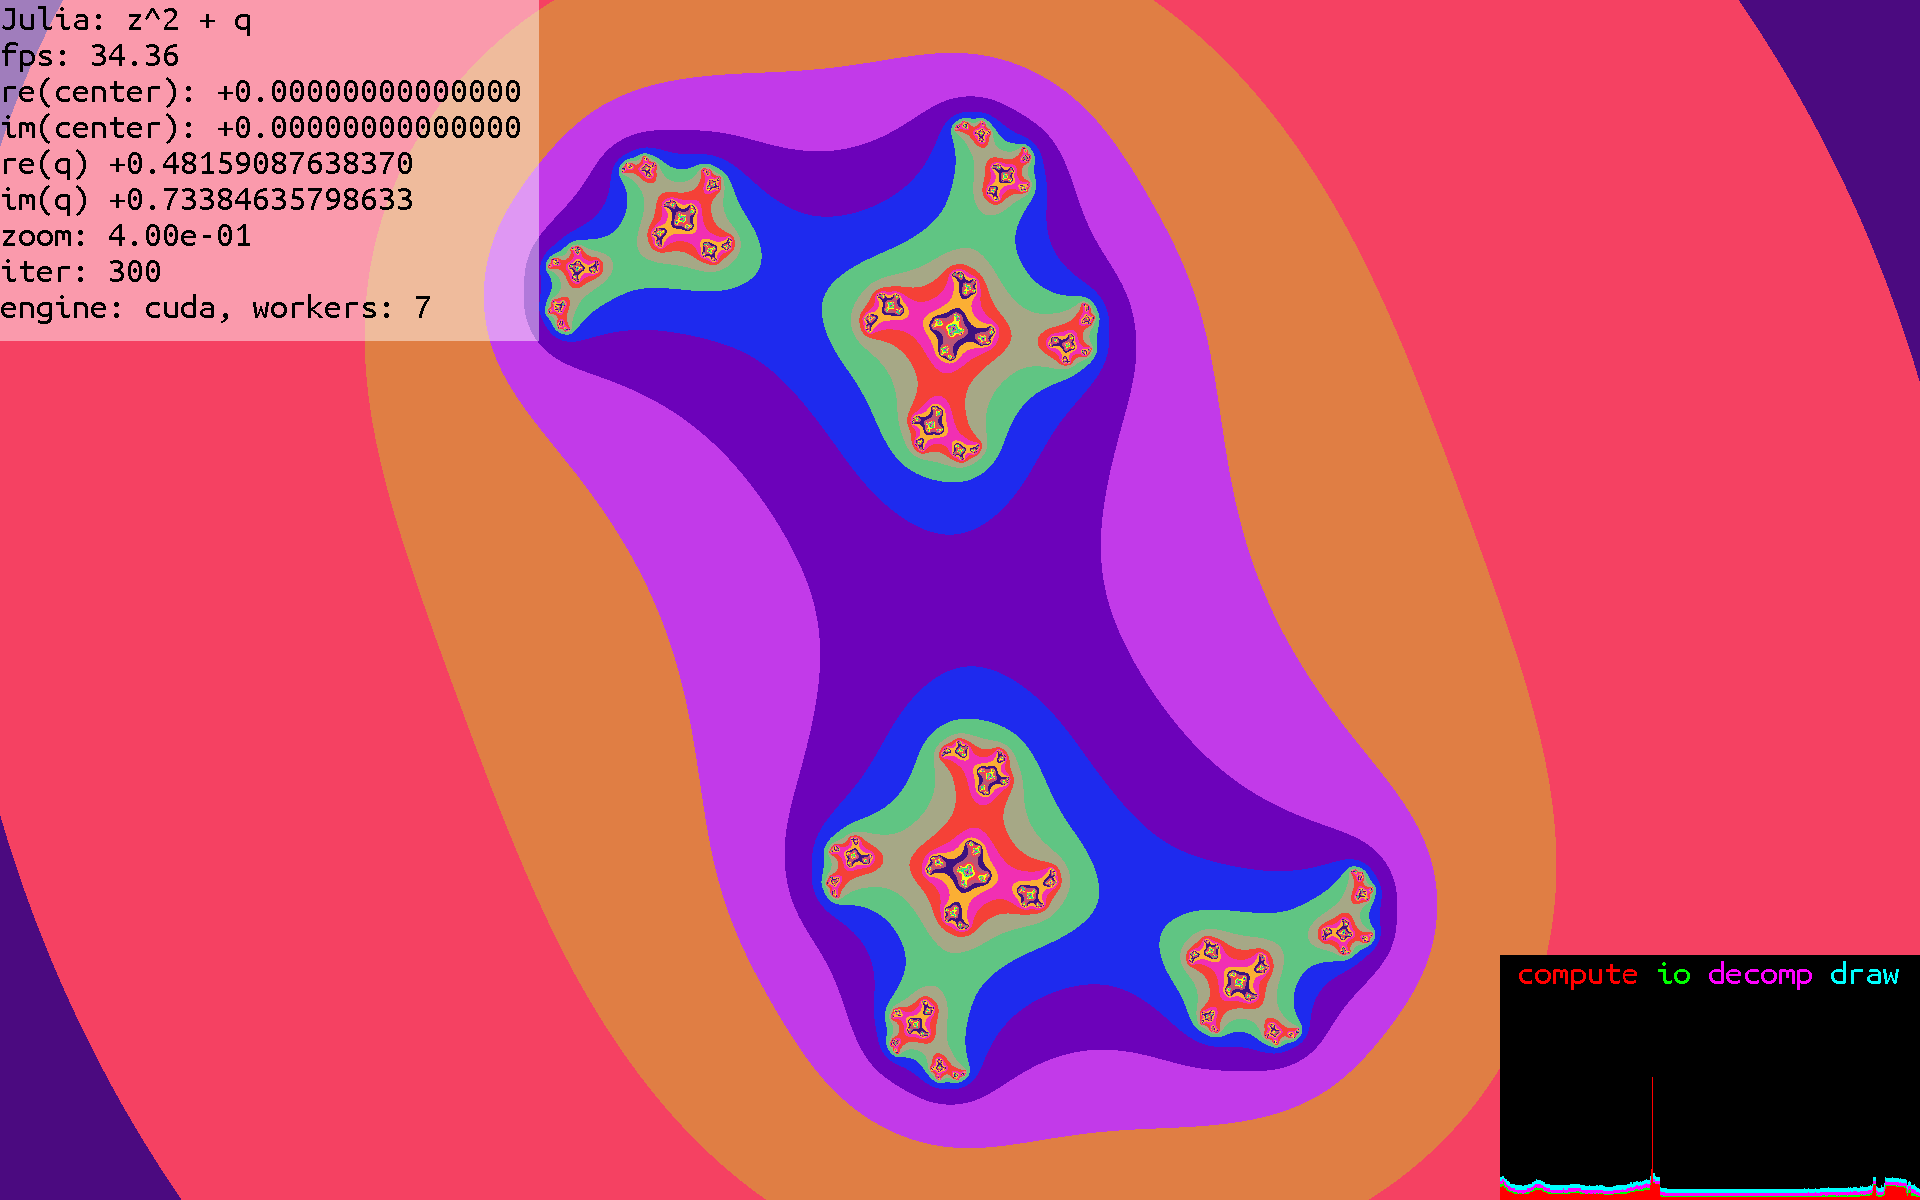 Julia: z^2 + q
fps: 34.36
re(center): +0.00000000000000
im(center): +0.00000000000000
re(q) +0.48159087638370
im(q) +0.73384635798633
zoom: 4.00e-01
iter: 300
engine: cuda, workers: 7
compute io decomp draw